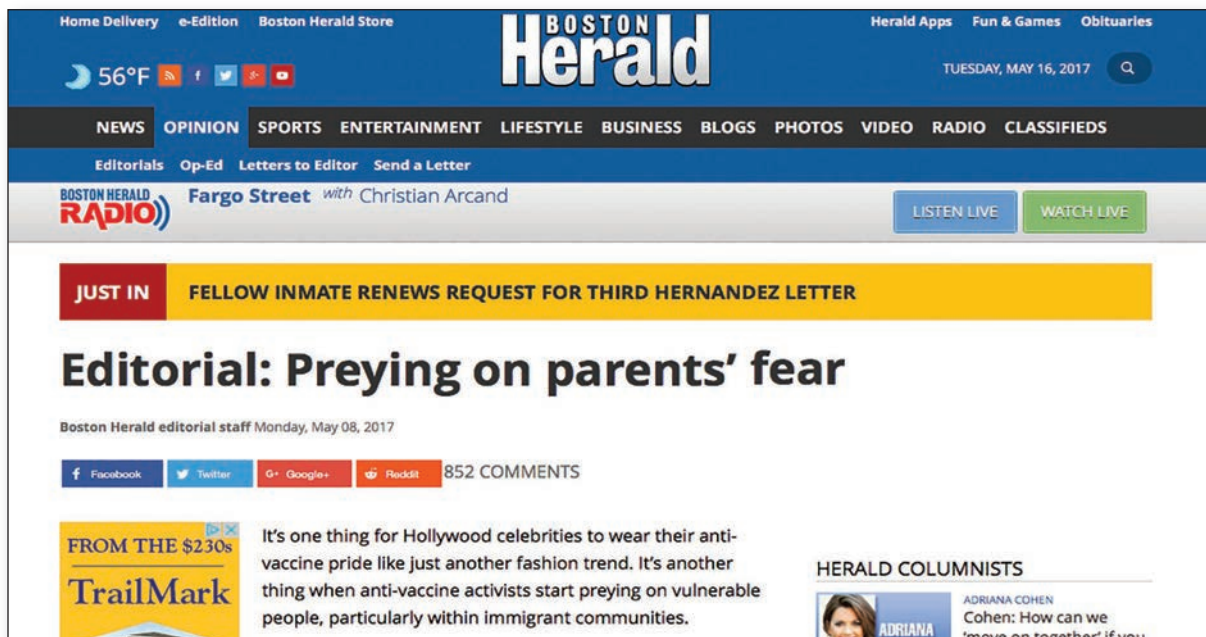 Home Delivery e-Edition Boston Herald Store
BOSTON
Herald
Herald Apps Fun & Games Obituaries
56°F
f
TUESDAY, MAY 16, 2017
NEWS OPINION SPORTS ENTERTAINMENT LIFESTYLE BUSINESS BLOGS PHOTOS VIDEO RADIO CLASSIFIEDS
Editorials Op-Ed Letters to Editor Send a Letter
BOSTON HERALD
RADIO
Fargo Street with Christian Arcand
LISTEN LIVE WATCH LIVE
JUST IN FELLOW INMATE RENEWS REQUEST FOR THIRD HERNANDEZ LETTER
Editorial: Preying on parents’ fear
Boston Herald editorial staff Monday, May 08, 2017
f Facebook Twitter G+ Google+ Reddit 852 COMMENTS
FROM THE $230s
TrailMark
It’s one thing for Hollywood celebrities to wear their anti-
vaccine pride like just another fashion trend. It’s another
thing when anti-vaccine activists start preying on vulnerable
people, particularly within immigrant communities.
HERALD COLUMNISTS
ADRIANA
ADRIANA COHEN
Cohen: How can we
‘move on together’ if you